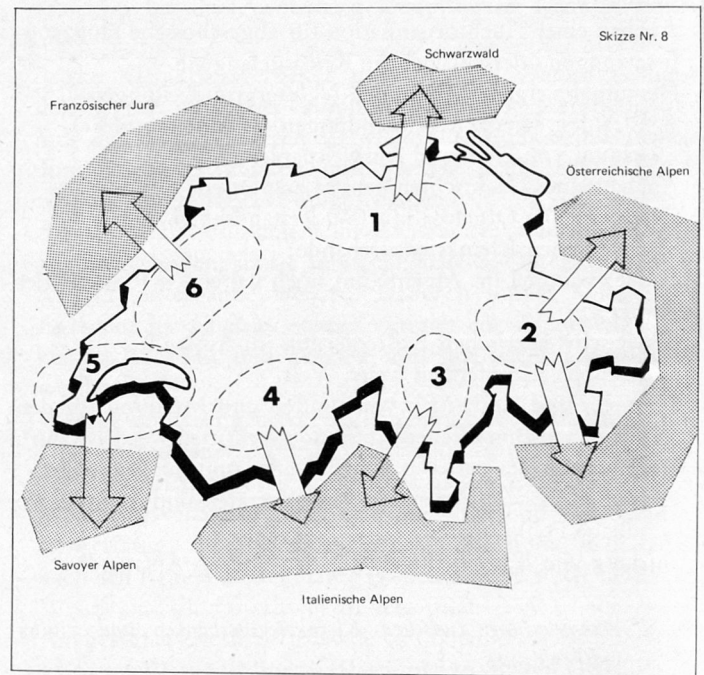 Skizze Nr. 8
Schwarzwald
Französischer Jura
Österreichische Alpen
1
6
2
5
3
4
Savoyer Alpen
Italienische Alpen